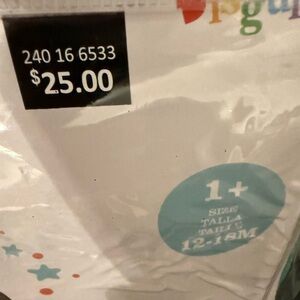 240 16 6533
$25.00
1+
SIZE
TALLA
TAILLE
12-18M